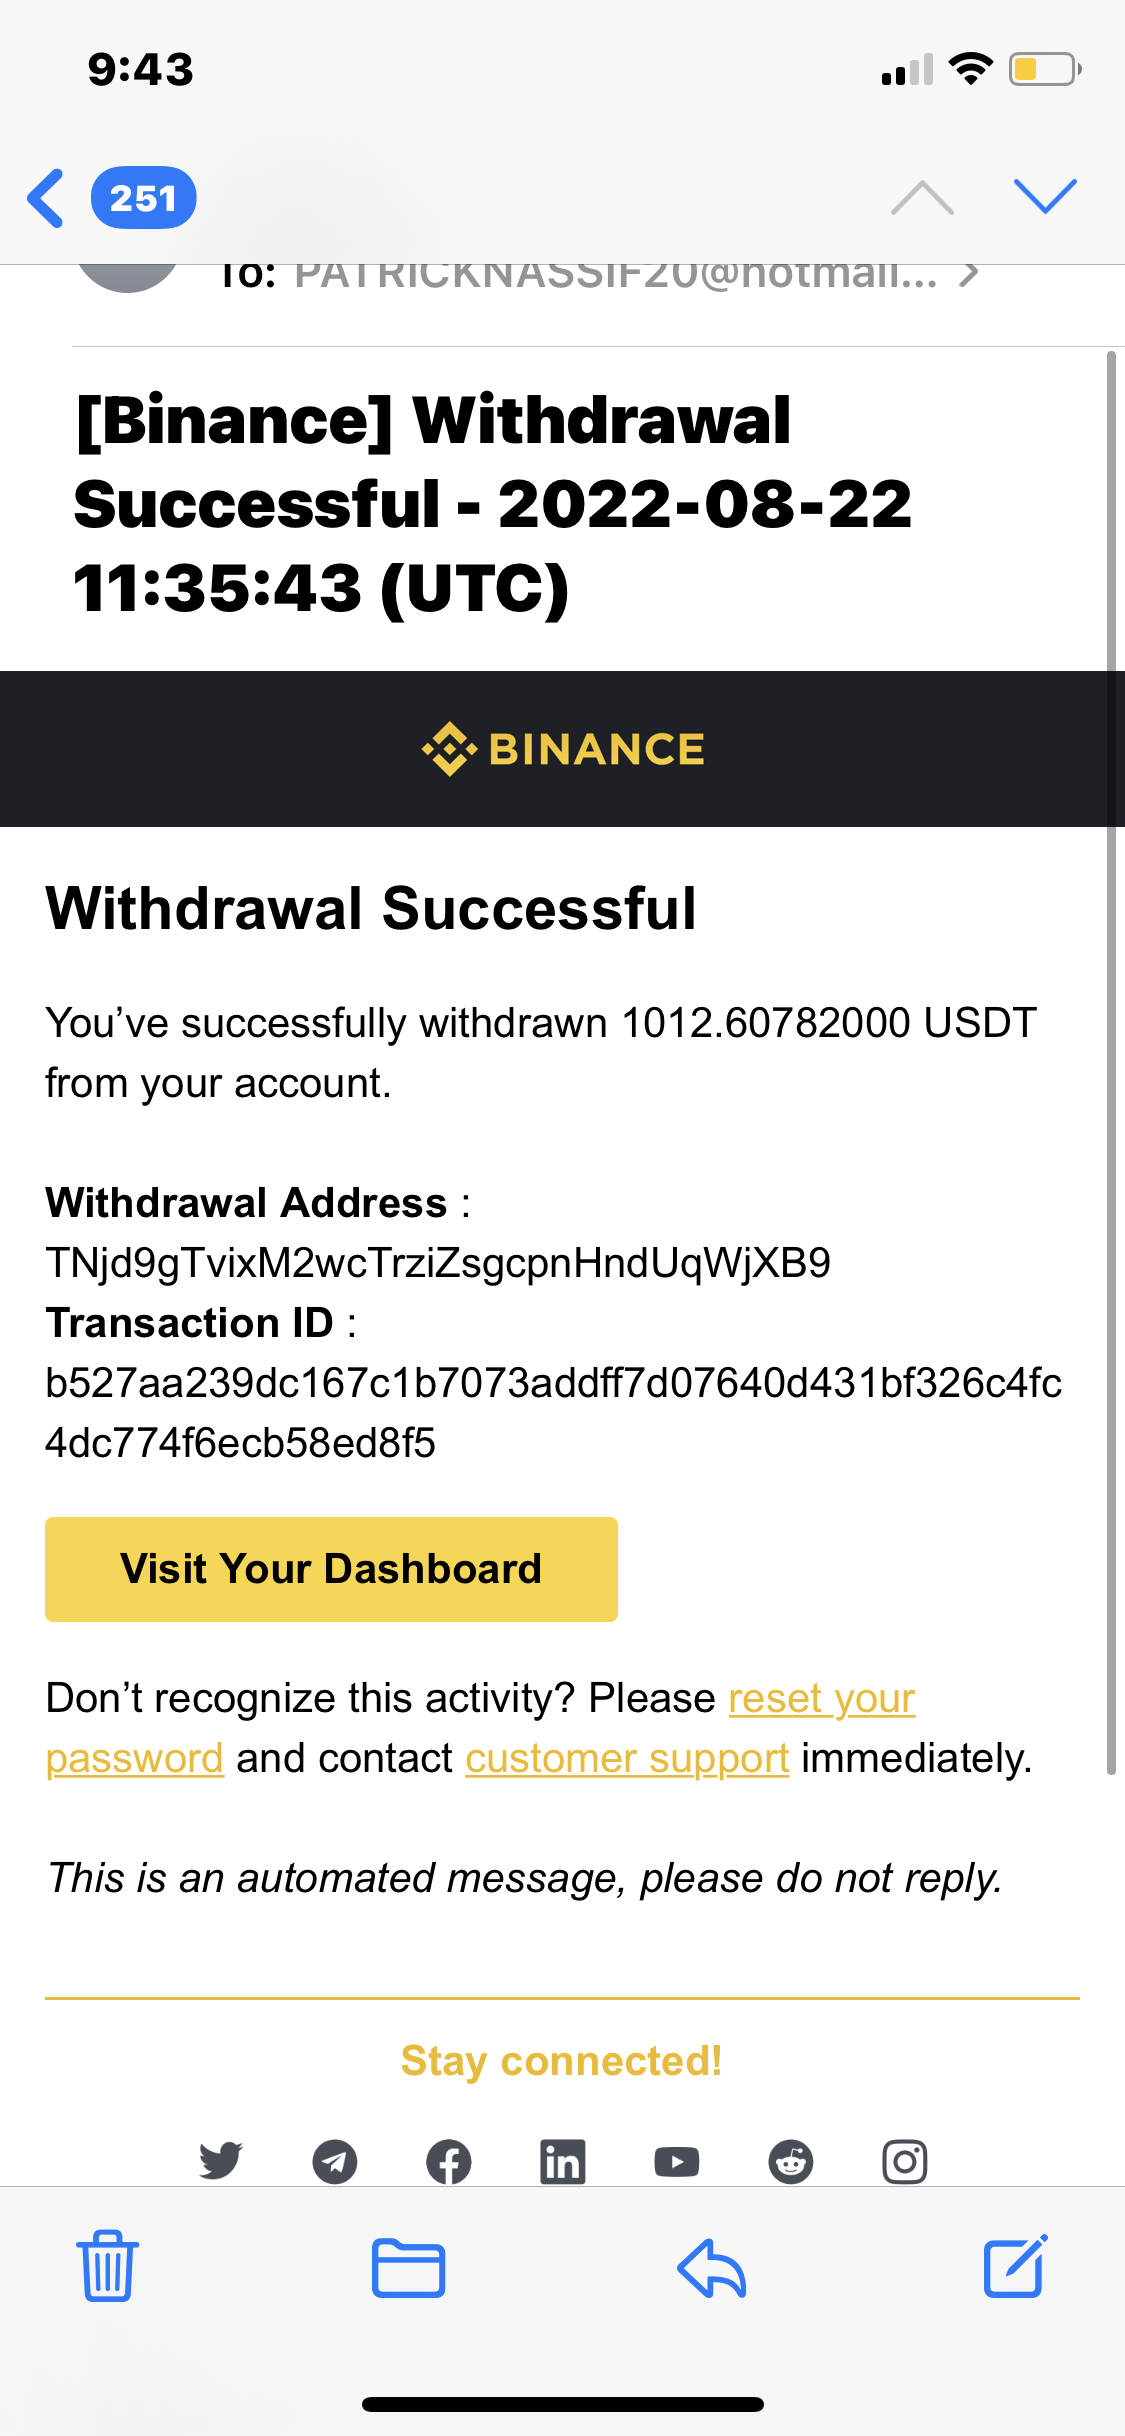 9:43
251
To: PATRICKNASSIF20@hotmail...
[Binance] Withdrawal
Successful - 2022-08-22
11:35:43 (UTC)
BINANCE
Withdrawal Successful
You’ve successfully withdrawn 1012.60782000 USDT
from your account.
Withdrawal Address :
TNjd9gTvixM2wcTrziZsgcpnHndUqWjXB9
Transaction ID :
b527aa239dc167c1b7073addff7d07640d431bf326c4fc
4dc774f6ecb58ed8f5
Visit Your Dashboard
Don’t recognize this activity? Please reset your
password and contact customer support immediately.
This is an automated message, please do not reply.
Stay connected!
in